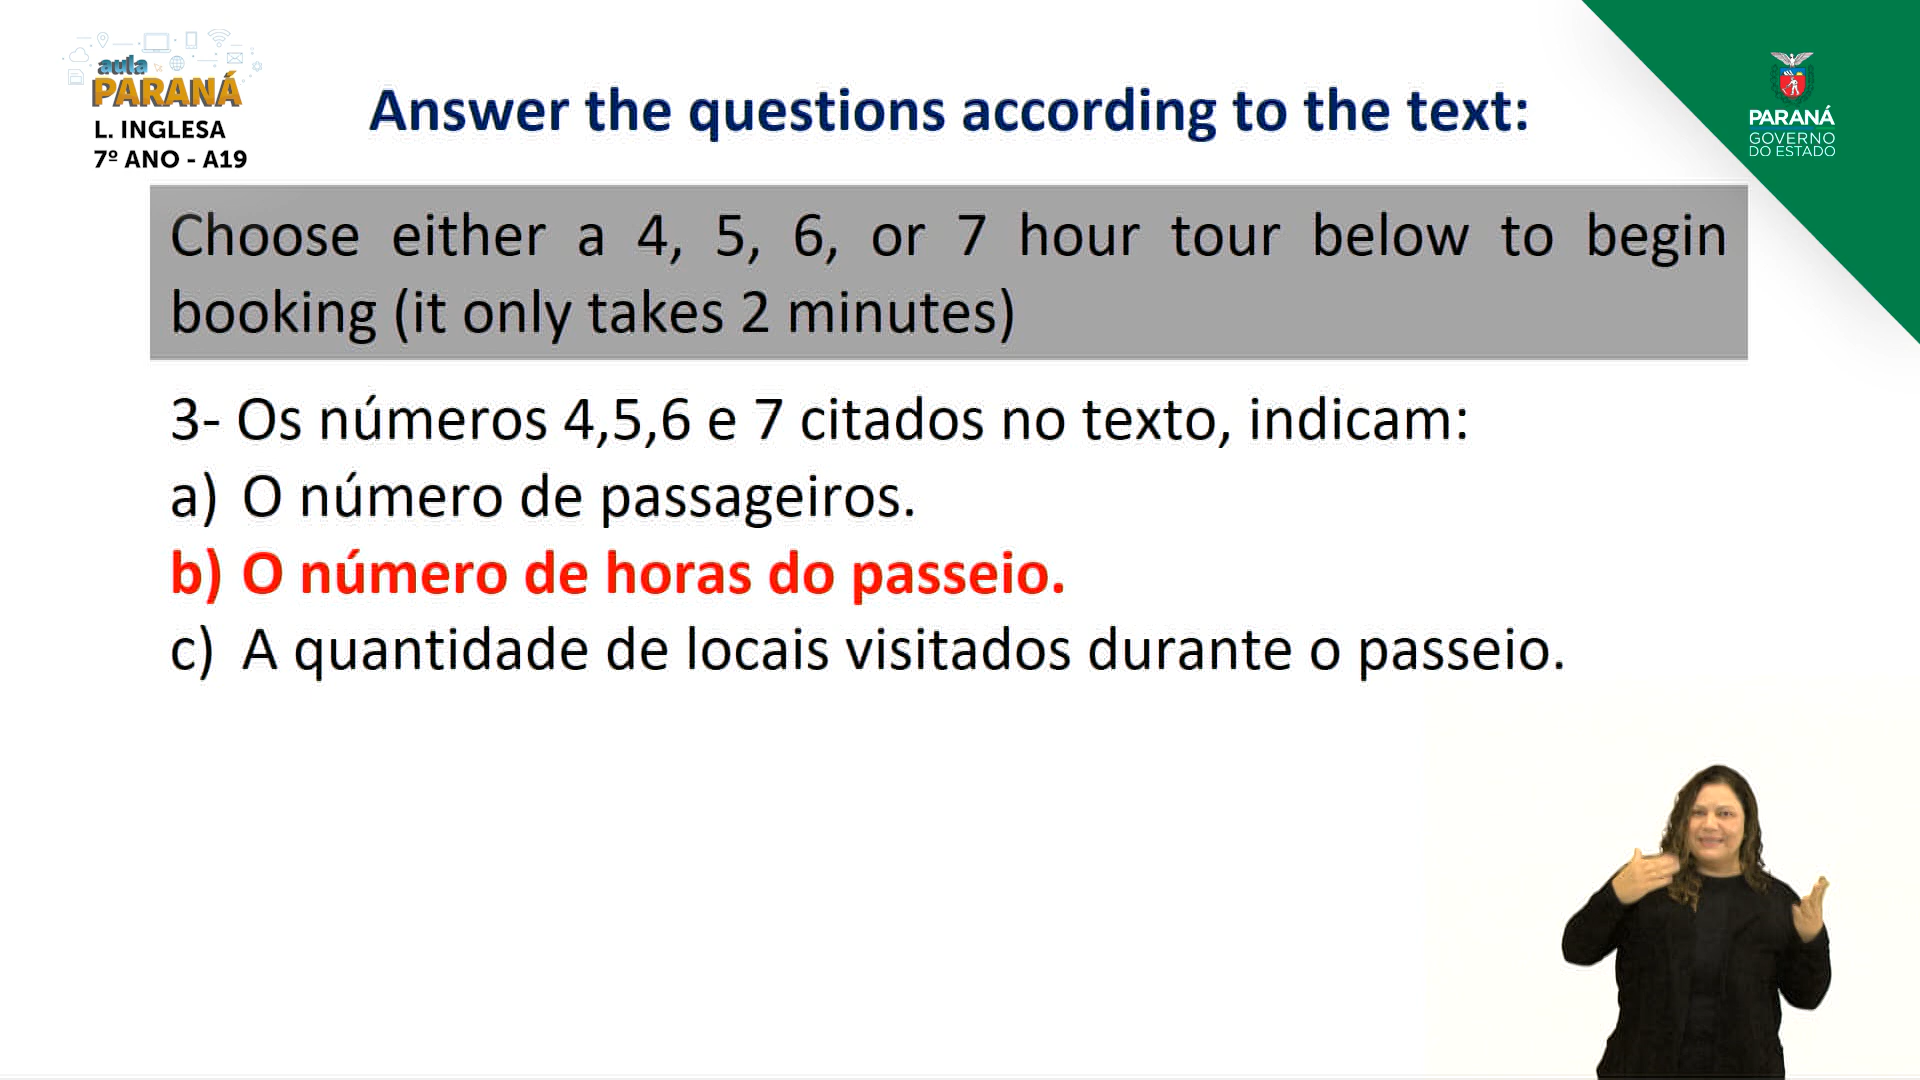 aula
PARANÁ
L. INGLESA
7º ANO - A19
Answer the questions according to the text:
PARANÁ
GOVERNO
DO ESTADO
Choose either a 4, 5, 6, or 7 hour tour below to begin
booking (it only takes 2 minutes)
3- Os números 4,5,6 e 7 citados no texto, indicam:
a) O número de passageiros.
b) O número de horas do passeio.
c) A quantidade de locais visitados durante o passeio.